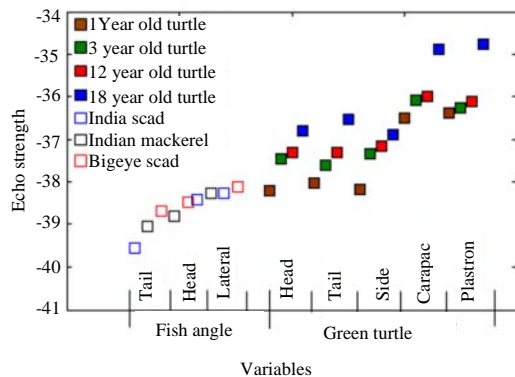 1Year old turtle
3 year old turtle
12 year old turtle
18 year old turtle
India scad
Indian mackerel
Bigeye scad
Echo strength
-34
-35
-36
-37
-38
-39
-40
-41
Tail
Head
Lateral
Head
Tail
Side
Carapac
Plastron
Fish angle
Green turtle
Variables